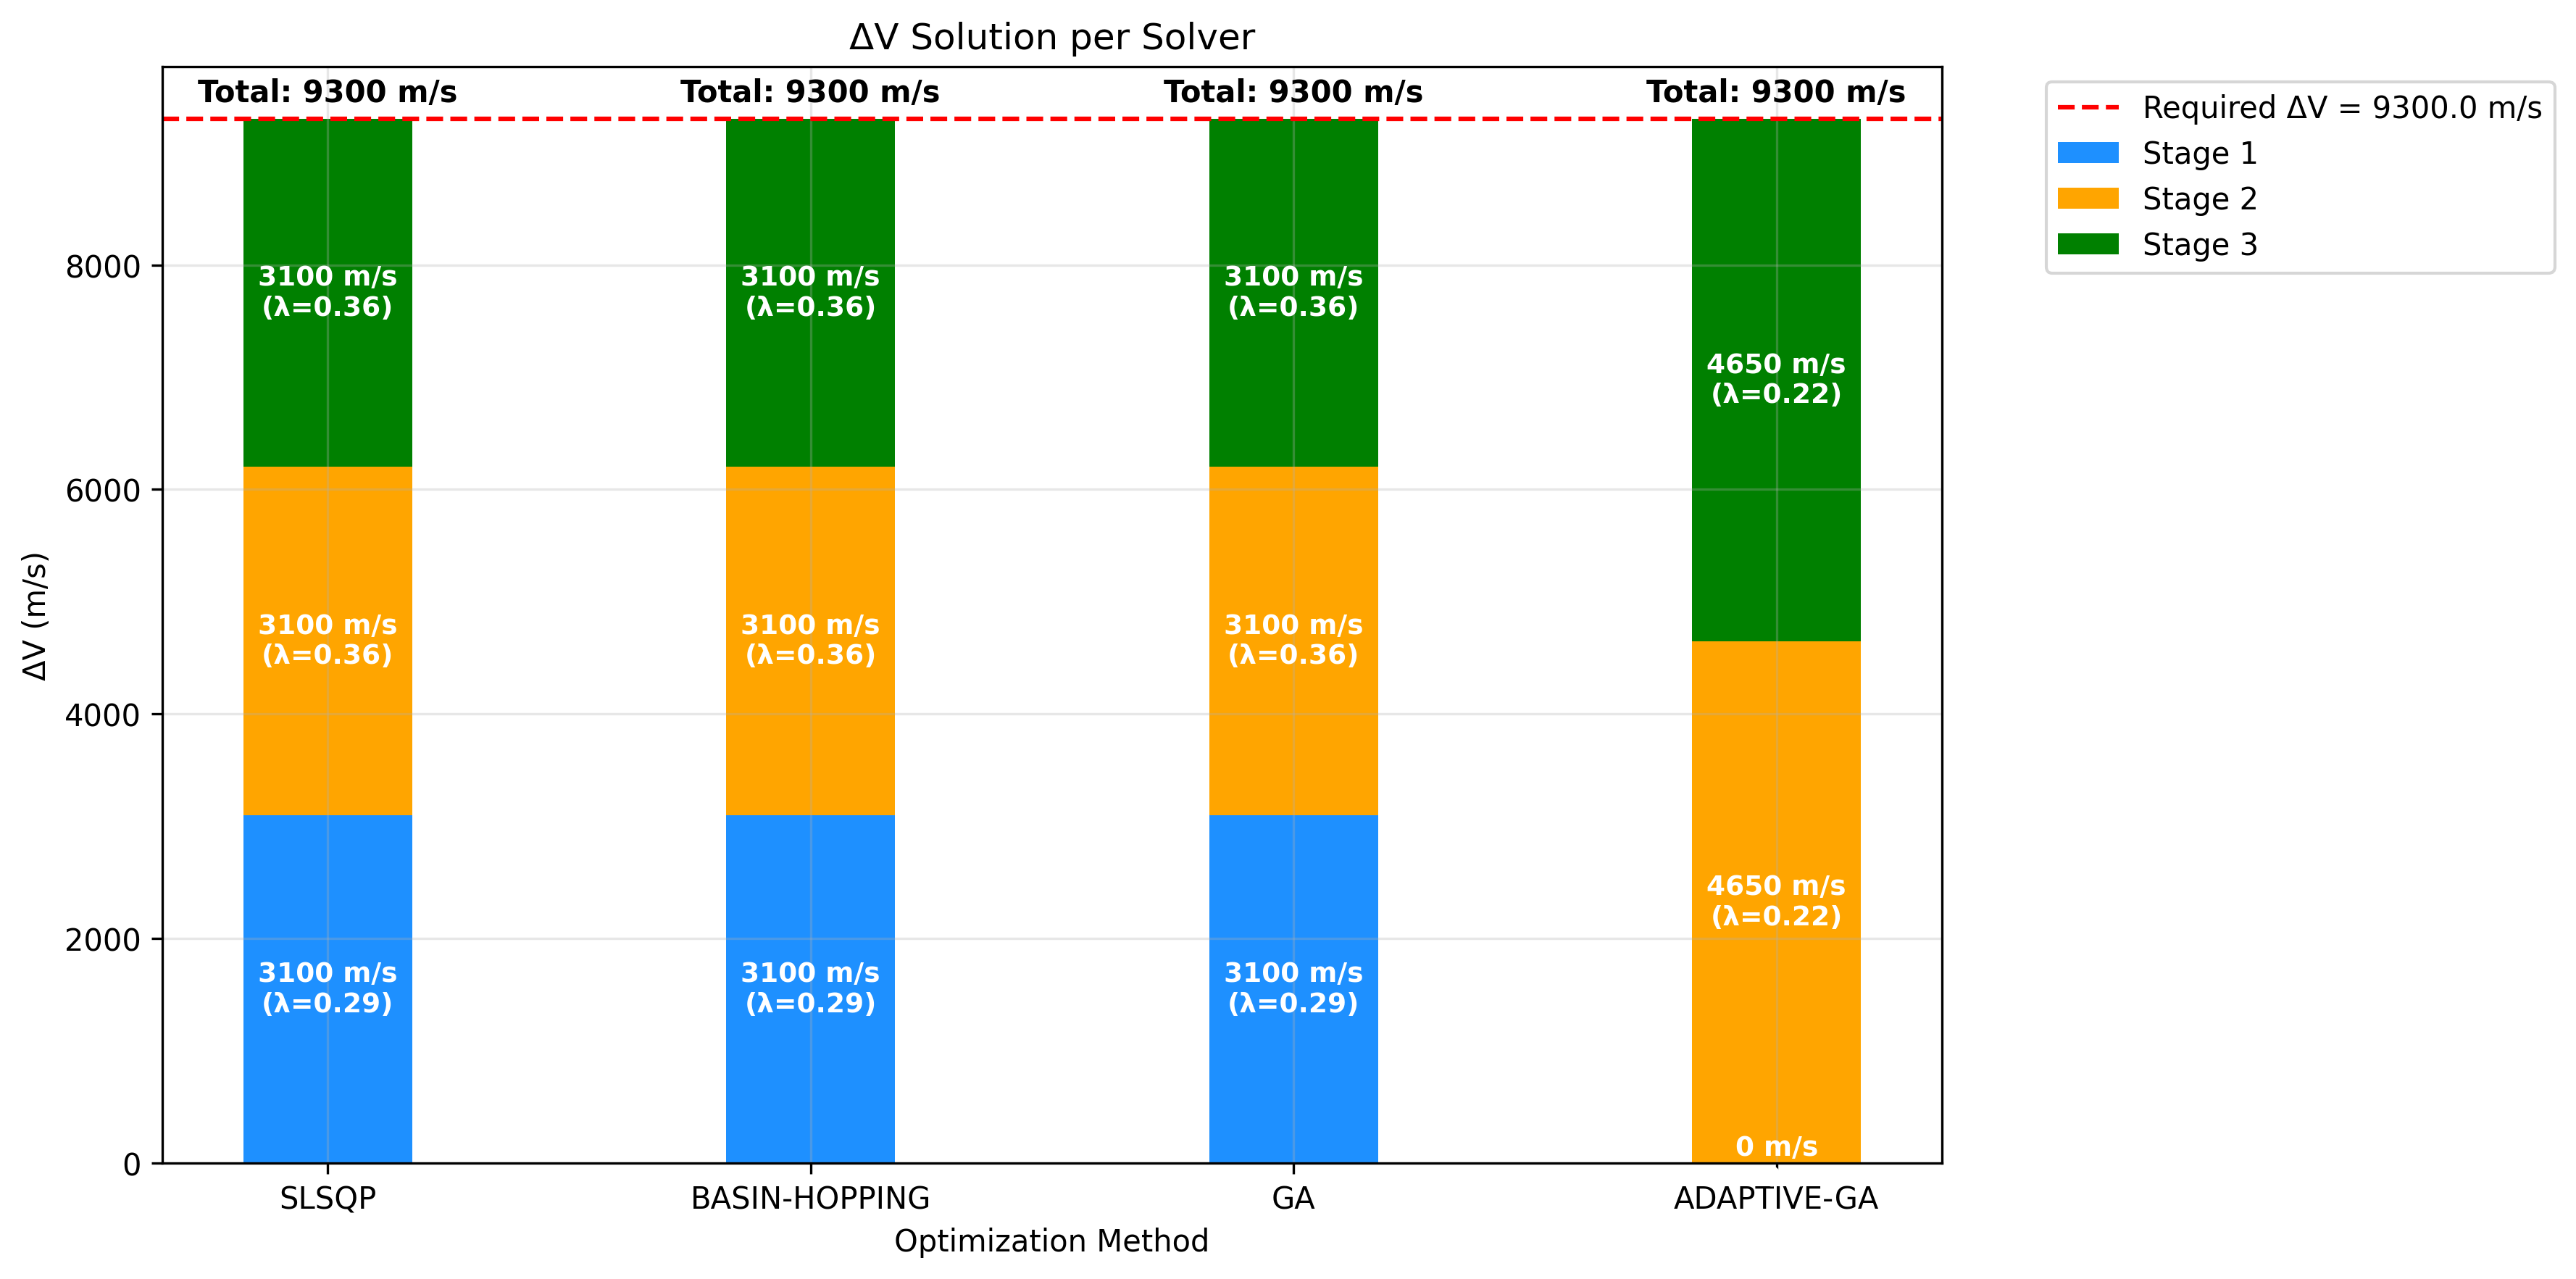 ΔV Solution per Solver
Total: 9300 m/s
Total: 9300 m/s
Total: 9300 m/s
Total: 9300 m/s
Required ΔV = 9300.0 m/s
Stage 1
Stage 2
Stage 3
ΔV (m/s)
8000
6000
4000
2000
0
3100 m/s
(λ=0.36)
3100 m/s
(λ=0.36)
3100 m/s
(λ=0.29)
3100 m/s
(λ=0.36)
3100 m/s
(λ=0.36)
3100 m/s
(λ=0.29)
3100 m/s
(λ=0.36)
3100 m/s
(λ=0.36)
3100 m/s
(λ=0.29)
4650 m/s
(λ=0.22)
4650 m/s
(λ=0.22)
0 m/s
SLSQP
BASIN-HOPPING
GA
ADAPTIVE-GA
Optimization Method